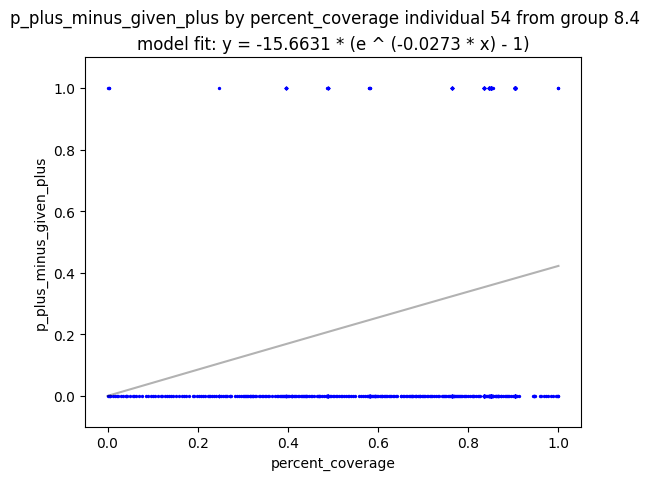 p_plus_minus_given_plus by percent_coverage individual 54 from group 8.4
model fit: y = -15.6631 * (e ^ (-0.0273 * x) - 1)
1.0
0.8
0.6
0.4
0.2
0.0
p_plus_minus_given_plus
0.0 0.2 0.4 0.6 0.8 1.0
percent_coverage